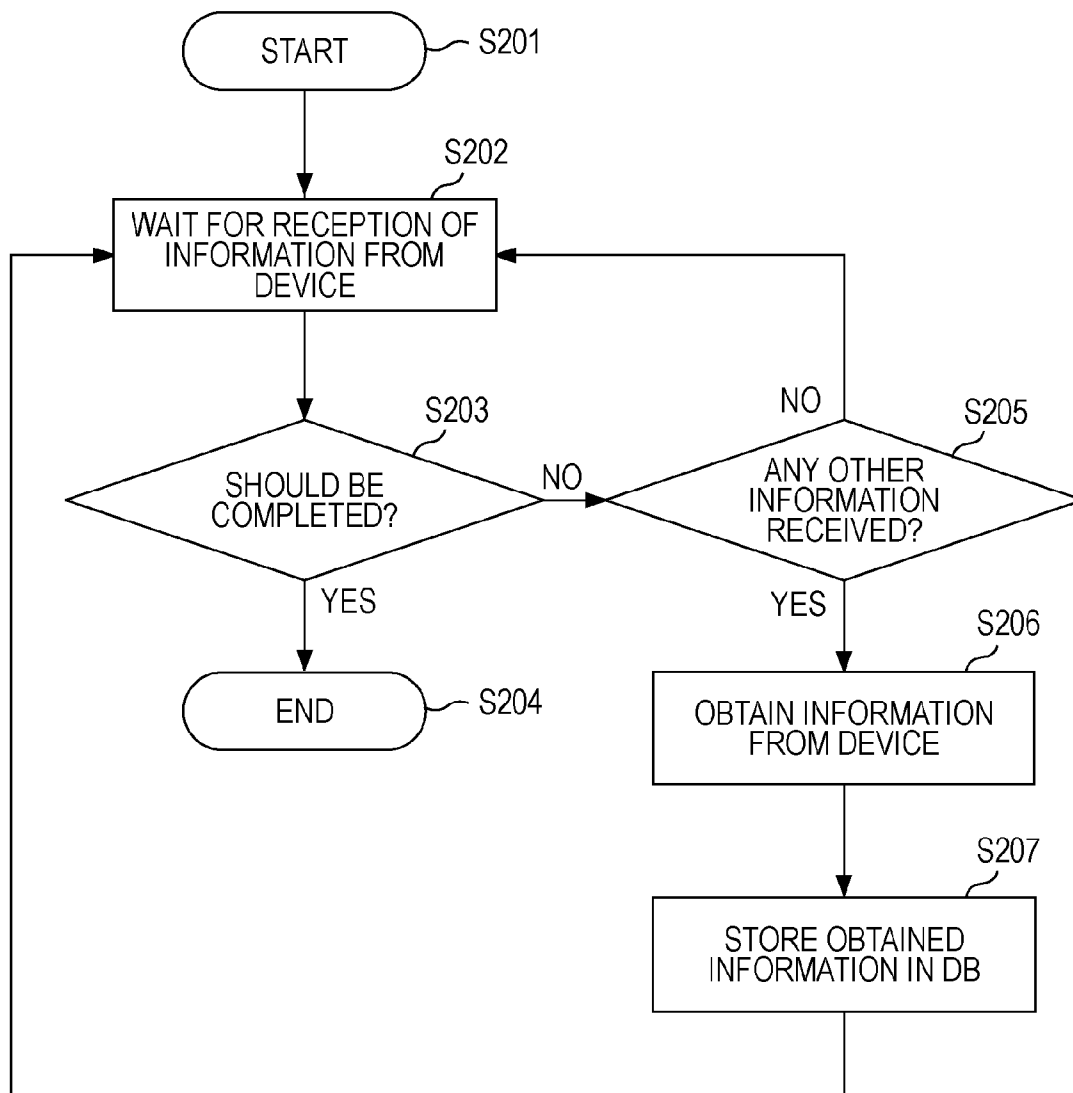 START
S201
S202
WAIT FOR RECEPTION OF
INFORMATION FROM
DEVICE
S203
SHOULD BE
COMPLETED?
NO
YES
END
S204
NO
S205
ANY OTHER
INFORMATION
RECEIVED?
YES
S206
OBTAIN INFORMATION
FROM DEVICE
S207
STORE OBTAINED
INFORMATION IN DB